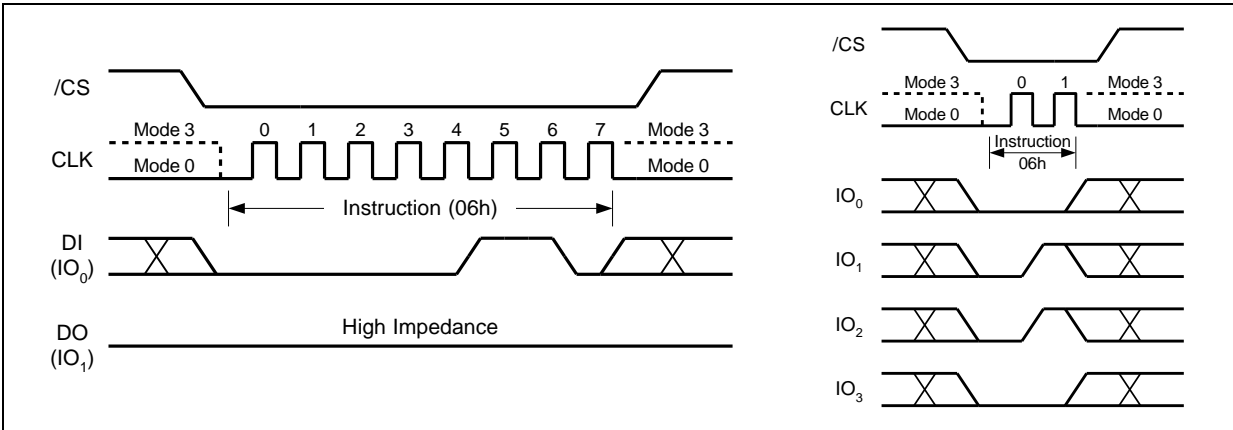 /CS
Mode 3 0 1 2 3 4 5 6 7 Mode 3
CLK
Mode 0 Mode 0
Instruction (06h)
DI
(IO0)
High Impedance
DO
(IO1)
/CS
Mode 3 0 1 Mode 3
CLK
Mode 0 Mode 0
Instruction
06h
IO0
IO1
IO2
IO3